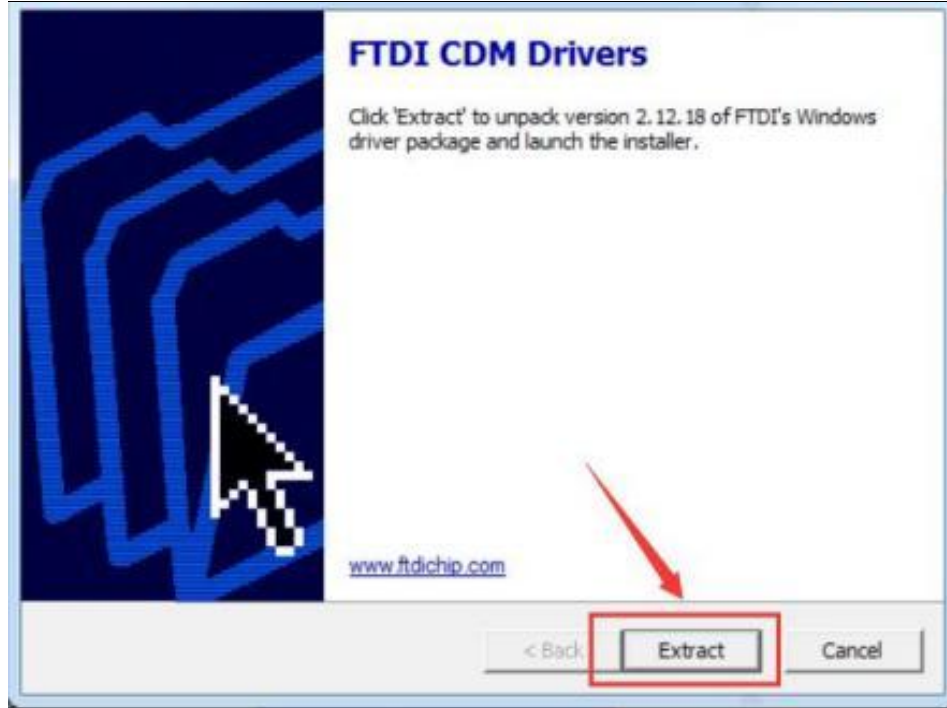 FTDI CDM Drivers
Click 'Extract' to unpack version 2.12.18 of FTDI's Windows
driver package and launch the installer.
www.ftdichip.com
< Back
Extract
Cancel